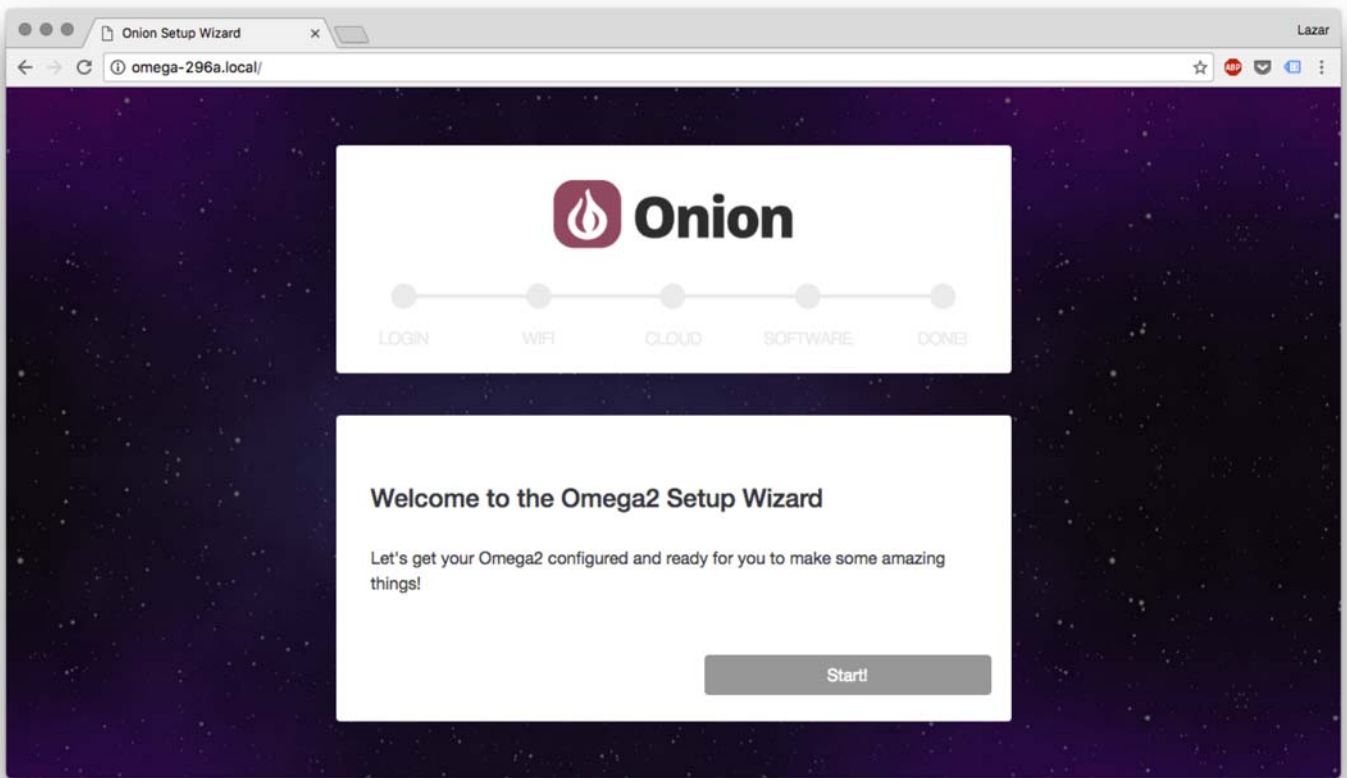 Onion Setup Wizard
Lazar
omega-296a.local/
ABP
Onion
LOGIN
WIFI
CLOUD
SOFTWARE
DONE!
Welcome to the Omega2 Setup Wizard
Let's get your Omega2 configured and ready for you to make some amazing
things!
Start!